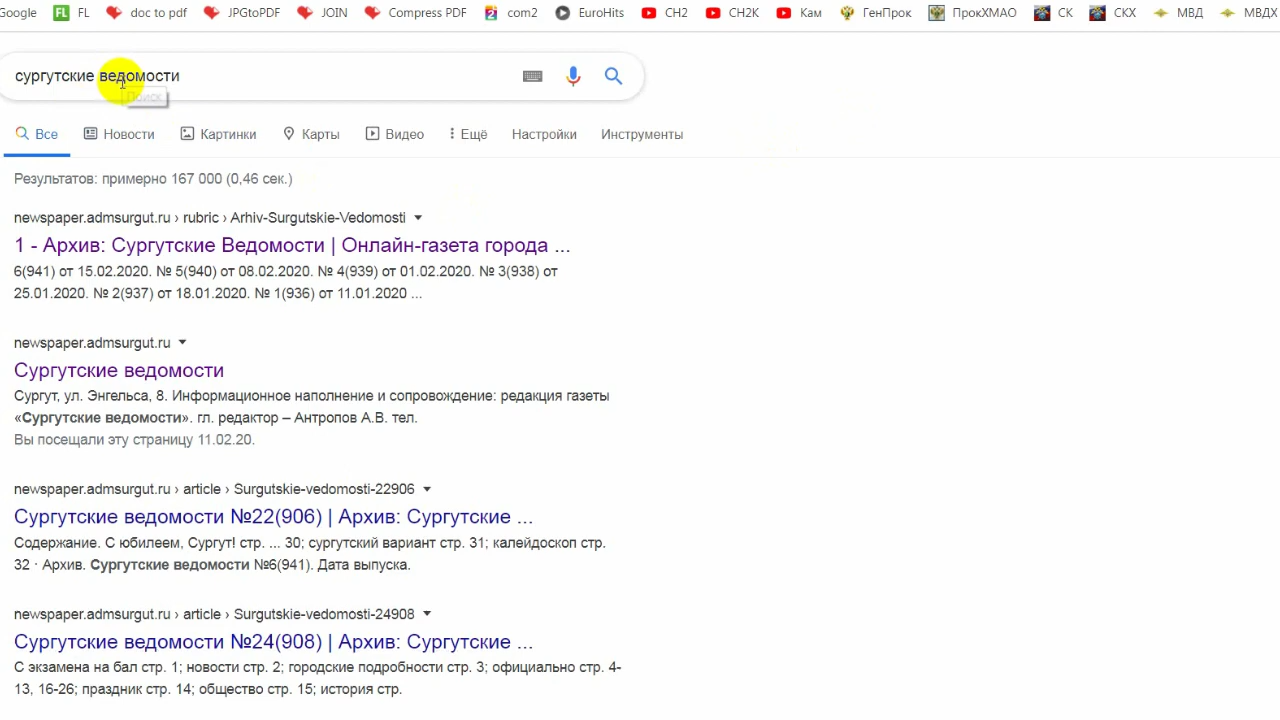 Google FL FL doc to pdf JPGtoPDF JOIN Compress PDF 2 com2 EuroHits CH2 CH2K Кам ГенПрок ПрокХМАО СК СКХ МВД МВДХ
сургутские ведомости
Поиск
Все Новости Картинки Карты Видео Ещё Настройки Инструменты
Результатов: примерно 167 000 (0,46 сек.)
newspaper.admsurgut.ru › rubric › Arhiv-Surgutskie-Vedomosti
1 - Архив: Сургутские Ведомости | Онлайн-газета города ...
6(941) от 15.02.2020. № 5(940) от 08.02.2020. № 4(939) от 01.02.2020. № 3(938) от
25.01.2020. № 2(937) от 18.01.2020. № 1(936) от 11.01.2020 ...
newspaper.admsurgut.ru
Сургутские ведомости
Сургут, ул. Энгельса, 8. Информационное наполнение и сопровождение: редакция газеты
«Сургутские ведомости». гл. редактор – Антропов А.В. тел.
Вы посещали эту страницу 11.02.20.
newspaper.admsurgut.ru › article › Surgutskie-vedomosti-22906
Сургутские ведомости №22(906) | Архив: Сургутские ...
Содержание. С юбилеем, Сургут! стр. ... 30; сургутский вариант стр. 31; калейдоскоп стр.
32 · Архив. Сургутские ведомости №6(941). Дата выпуска.
newspaper.admsurgut.ru › article › Surgutskie-vedomosti-24908
Сургутские ведомости №24(908) | Архив: Сургутские ...
С экзамена на бал стр. 1; новости стр. 2; городские подробности стр. 3; официально стр. 4-
13, 16-26; праздник стр. 14; общество стр. 15; история стр.